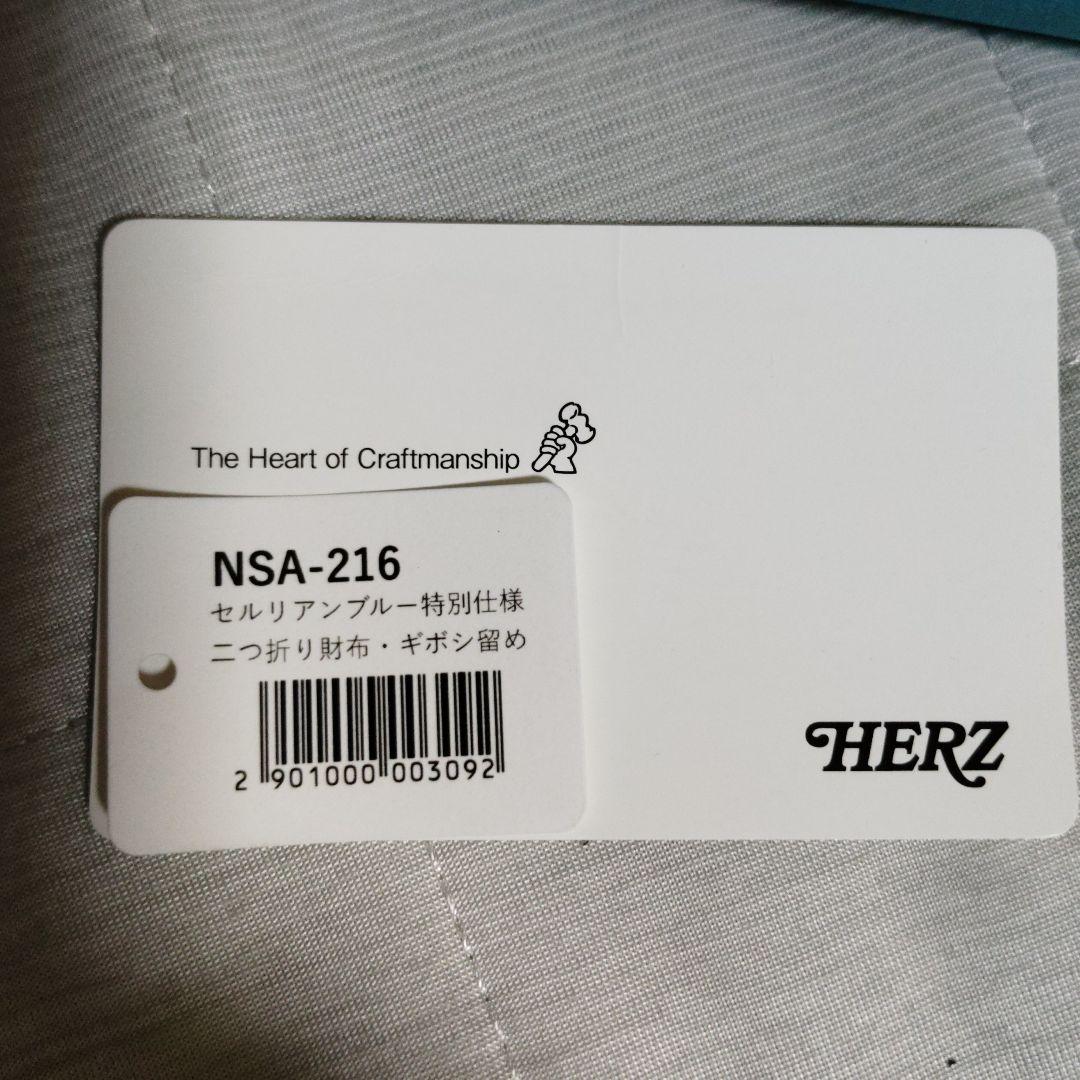 The Heart of Craftmanship
NSA-216
セルリアンブルー特別仕様
二つ折り財布・ギボシ留め
2 901000 003092
HERZ